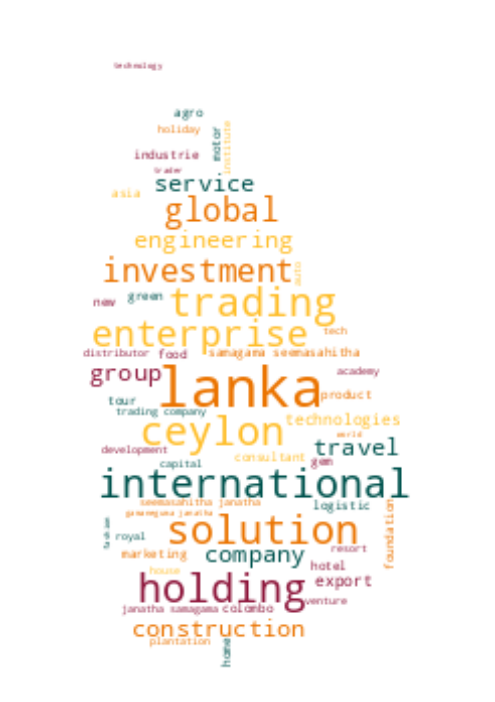 technology
agro
holiday
motor
institute
industrie
trader
service
asia
global
engineering
investment
auto
new green trading
enterprise
tech
distributor food samagama seemasahitha
group
lanka
academy
product
tour
trading company
ceylon
technologies
world
travel
development
consultant
gem
capital
international
seemasahitha janatha
logistic
foundation
solution
royal
marketing
company
resort
house
hotel
holding
export
venture
janatha samagama colombo
construction
plantation
home